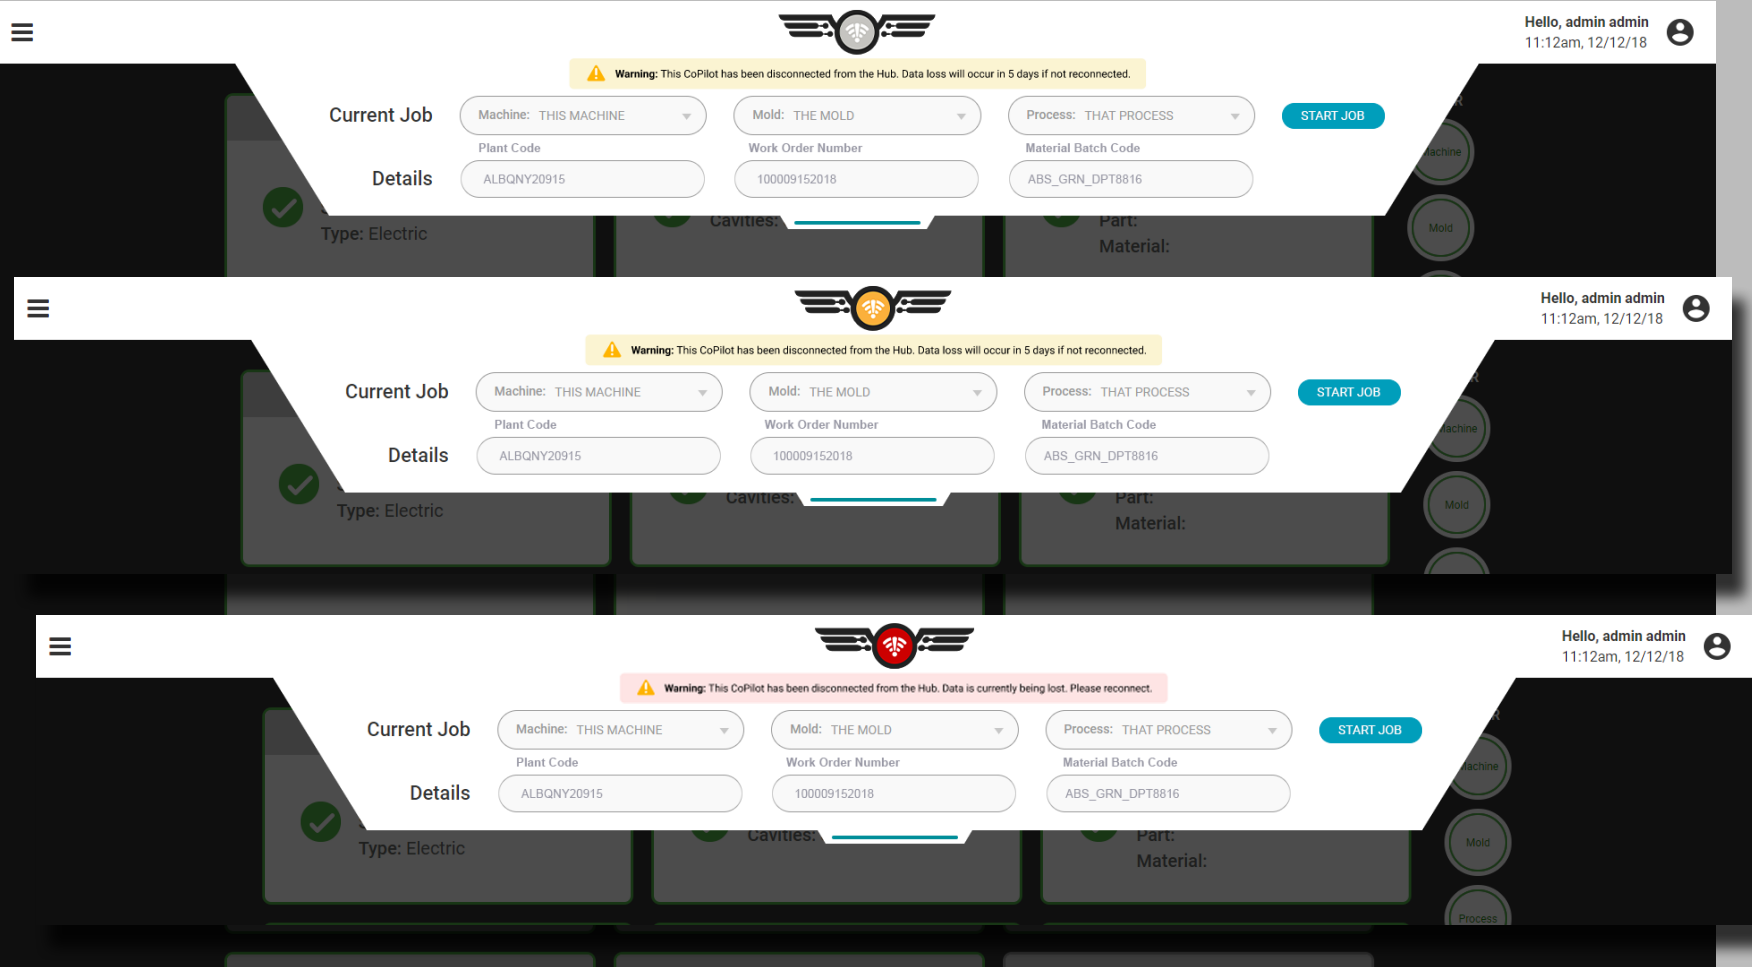 Hello, admin admin
11:12am, 12/12/18
Warning: This CoPilot has been disconnected from the Hub. Data loss will occur in 5 days if not reconnected.
Current Job
Machine: THIS MACHINE
Mold: THE MOLD
Process: THAT PROCESS
START JOB
Plant Code
Work Order Number
Material Batch Code
Details
ALBQNY20915
100009152018
ABS_GRN_DPT8816
Machine
Mold
Type: Electric
Cavities:
Part:
Material:
Hello, admin admin
11:12am, 12/12/18
Warning: This CoPilot has been disconnected from the Hub. Data loss will occur in 5 days if not reconnected.
Current Job
Machine: THIS MACHINE
Mold: THE MOLD
Process: THAT PROCESS
START JOB
Plant Code
Work Order Number
Material Batch Code
Details
ALBQNY20915
100009152018
ABS_GRN_DPT8816
Machine
Mold
Type: Electric
Cavities:
Part:
Material:
Hello, admin admin
11:12am, 12/12/18
Warning: This CoPilot has been disconnected from the Hub. Data is currently being lost. Please reconnect.
Current Job
Machine: THIS MACHINE
Mold: THE MOLD
Process: THAT PROCESS
START JOB
Plant Code
Work Order Number
Material Batch Code
Details
ALBQNY20915
100009152018
ABS_GRN_DPT8816
Machine
Mold
Process
Type: Electric
Cavities:
Part:
Material: